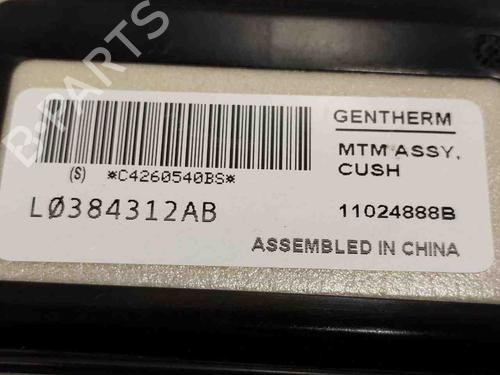 GENTHERM
MTM ASSY,
CUSH
(S) *C4260540BS*
LØ384312AB
11024888B
ASSEMBLED IN CHINA
B-PARTS